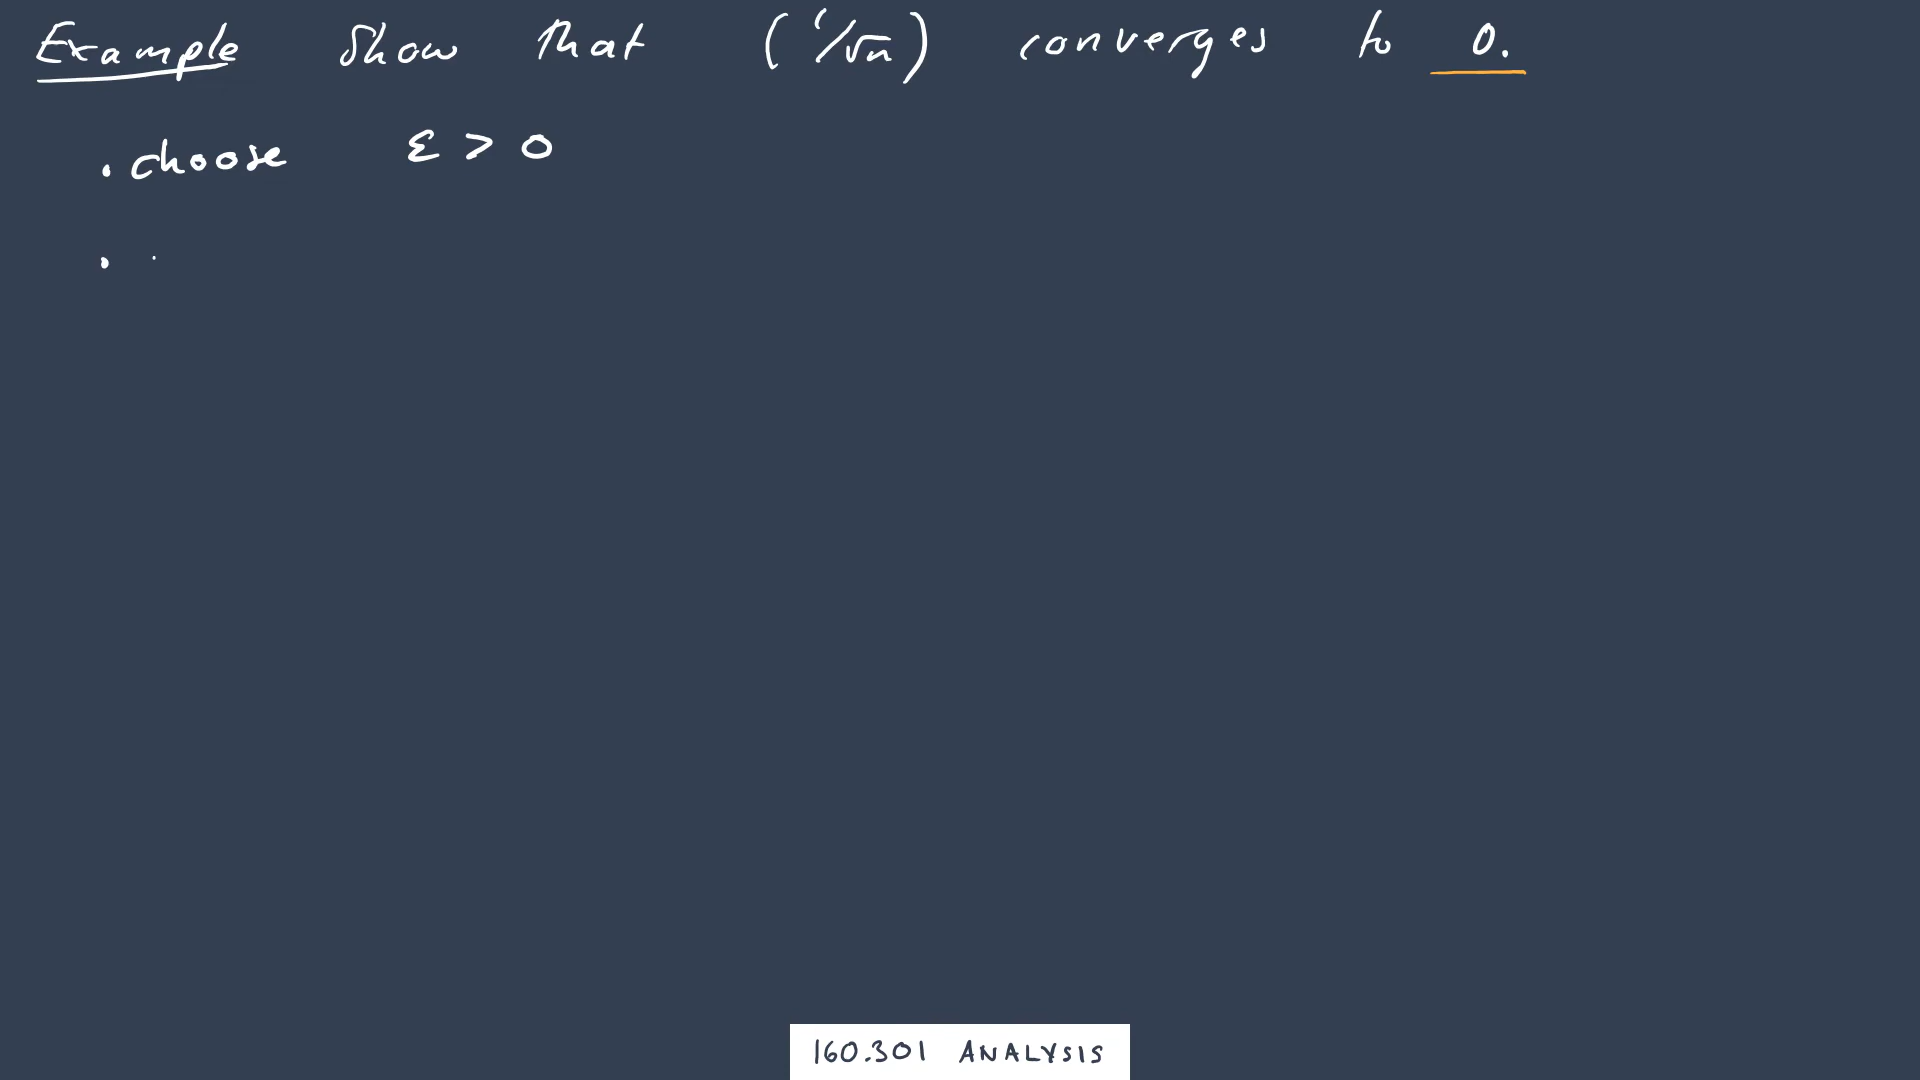 Example Show that (1/√n) converges to 0.
• choose ε > 0
•
160.301 ANALYSIS